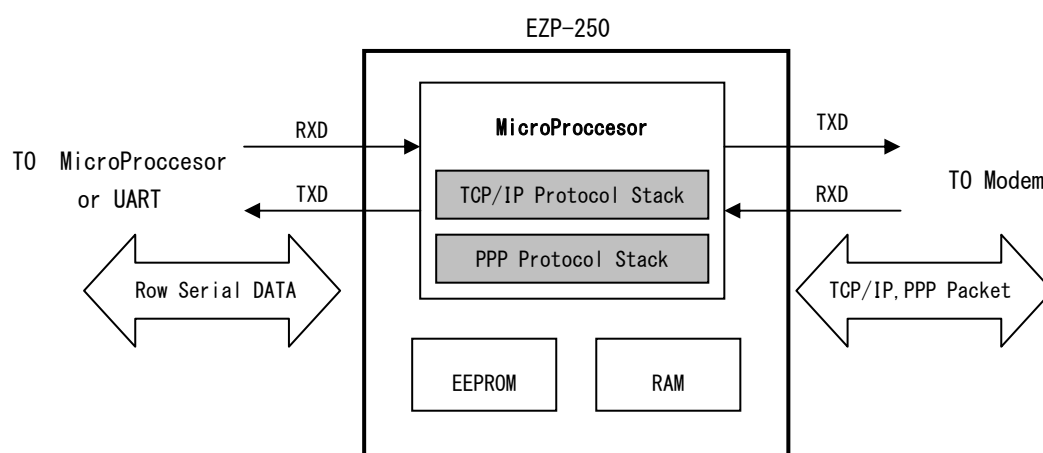 EZP-250
MicroProccesor
RXD
TXD
TO MicroProccesor
or UART
TO Modem
TCP/IP Protocol Stack
TXD
RXD
PPP Protocol Stack
Row Serial DATA
TCP/IP,PPP Packet
EEPROM
RAM